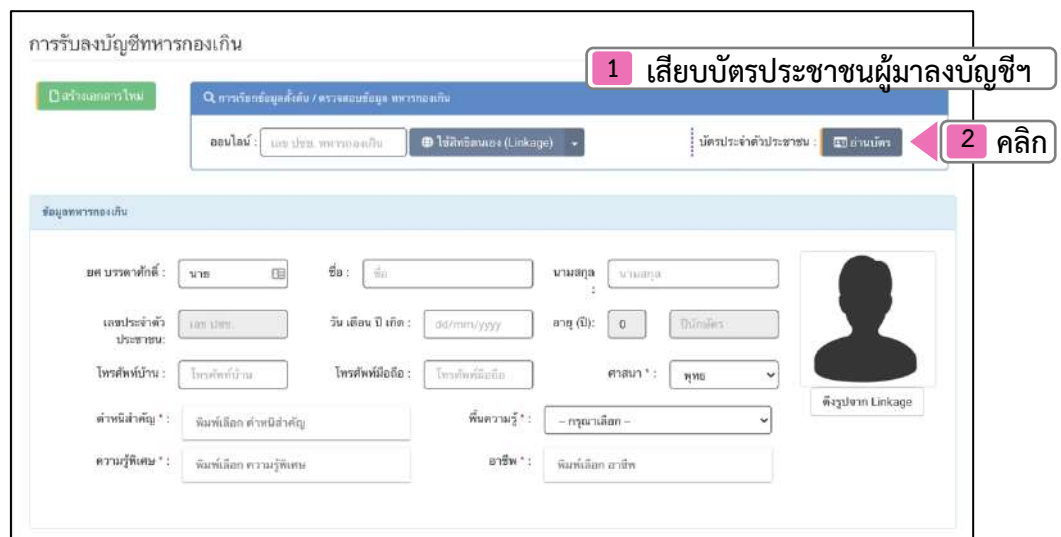 การรับลงบัญชีทหารกองเกิน
1 เสียบบัตรประชาชนผู้มาลงบัญชีฯ
สร้างเอกสารใหม่
การเรียกข้อมูลตั้งต้น / ตรวจสอบข้อมูล ทหารกองเกิน
ออนไลน์ : เลข ปชช. ทหารกองเกิน ใช้สิทธิตนเอง (Linkage) บัตรประจำตัวประชาชน : อ่านบัตร 2 คลิก
ข้อมูลทหารกองเกิน
ยศ บรรดาศักดิ์ : นาย ชื่อ : ชื่อ นามสกุล : นามสกุล
เลขประจำตัวประชาชน: เลข ปชช. วัน เดือน ปี เกิด : dd/mm/yyyy อายุ (ปี): 0 ปีนักษัตร
โทรศัพท์บ้าน : โทรศัพท์บ้าน โทรศัพท์มือถือ : โทรศัพท์มือถือ ศาสนา * : พุทธ
ดึงรูปจาก Linkage
ตำหนิสำคัญ * : พิมพ์เลือก ตำหนิสำคัญ พื้นความรู้ * : -- กรุณาเลือก --
ความรู้พิเศษ * : พิมพ์เลือก ความรู้พิเศษ อาชีพ * : พิมพ์เลือก อาชีพ